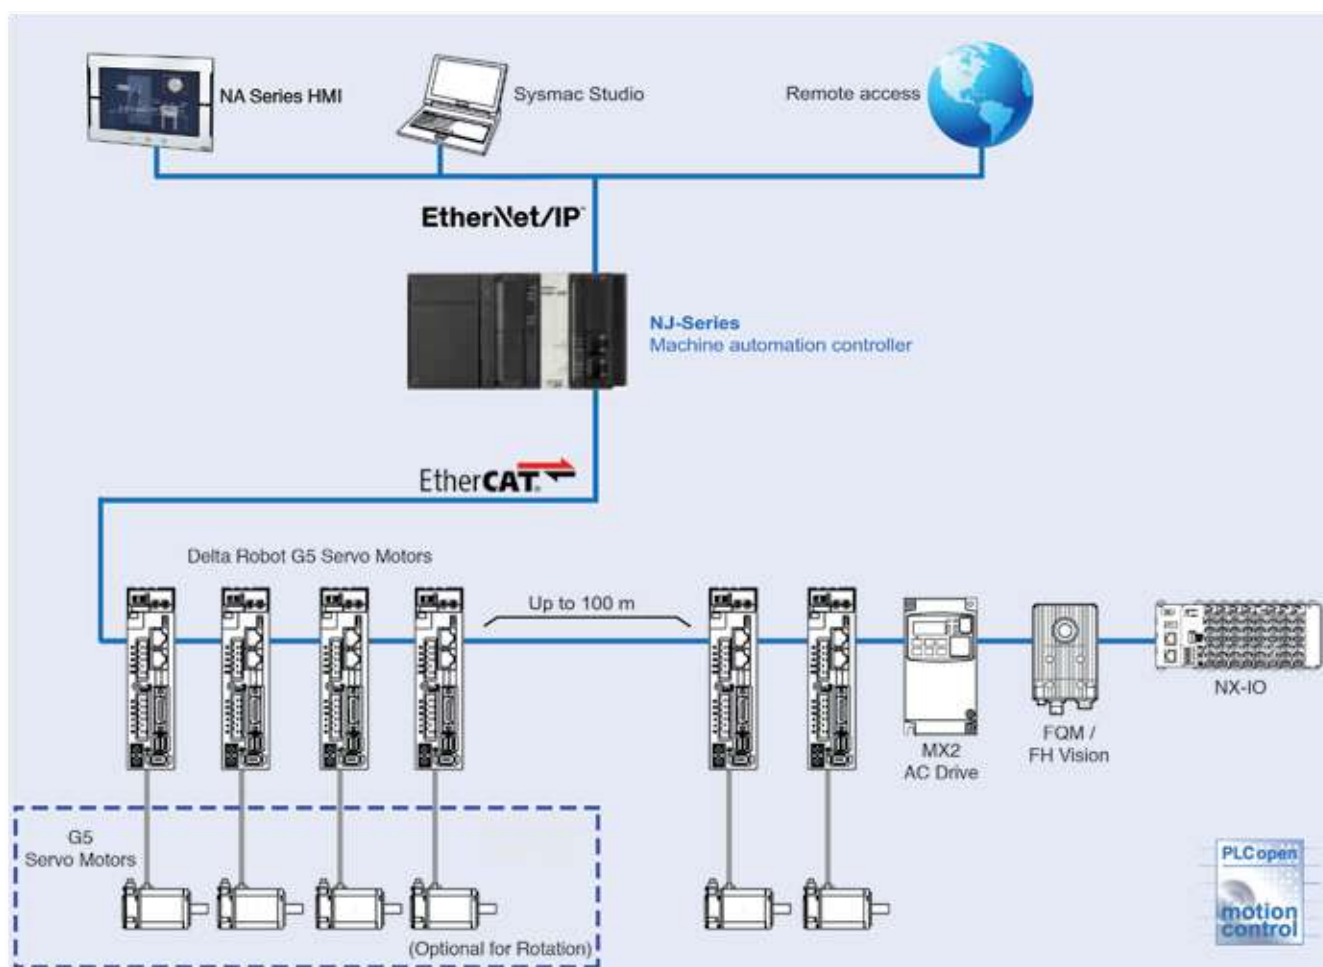 NA Series HMI
Sysmac Studio
Remote access
EtherNet/IP™
NJ-Series
Machine automation controller
EtherCAT®
Delta Robot G5 Servo Motors
Up to 100 m
NX-IO
MX2
AC Drive
FQM /
FH Vision
G5
Servo Motors
(Optional for Rotation)
PLCopen
motion
control